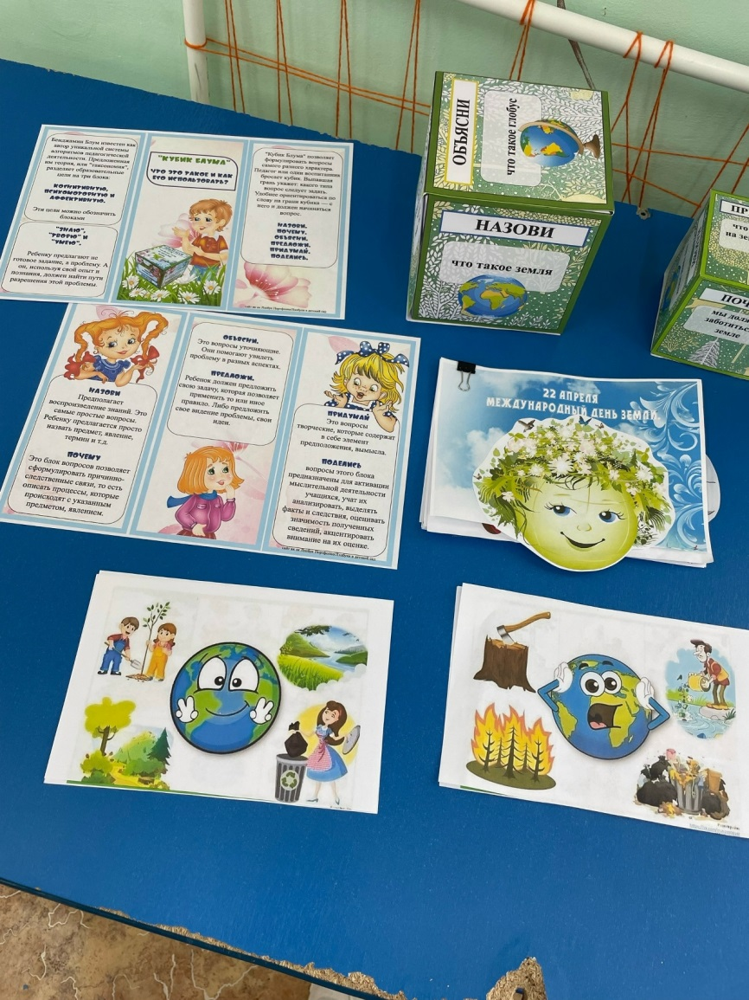 Бенджамин Блум известен как
автор уникальной системы
алгоритмов педагогической
деятельности. Предложенная
им теория, или "таксономия",
разделяет образовательные
цели на три блока:
КОГНИТИВНУЮ,
ПСИХОМОТОРНУЮ И
АФФЕКТИВНУЮ.
Эти цели можно обозначить
блоками
"ЗНАЮ",
"ТВОРЮ" И
"УМЕЮ".
Ребенку предлагают не
готовое задание, а проблему. А
он, используя свой опыт и
познания, должен найти пути
разрешения этой проблемы.
"КУБИК БЛУМА"
ЧТО ЭТО ТАКОЕ И КАК
ЕГО ИСПОЛЬЗОВАТЬ?
"Кубик Блума" позволяет
формулировать вопросы
самого разного характера.
Педагог или один воспитанник
бросает кубик. Выпавшая
грань укажет: какого типа
вопрос следует задать.
Удобнее ориентироваться по
слову на грани кубика — с
него и должен начинаться
вопрос.
НАЗОВИ.
ПОЧЕМУ.
ОБЪЯСНИ.
ПРЕДЛОЖИ.
ПРИДУМАЙ.
ПОДЕЛИСЬ.
НАЗОВИ
Предполагает
воспроизведение знаний. Это
самые простые вопросы.
Ребенку предлагается просто
назвать предмет, явление,
термин и т.д.
ПОЧЕМУ
Это блок вопросов позволяет
сформулировать причинно-
следственные связи, то есть
описать процессы, которые
происходят с указанным
предметом, явлением.
ОБЪЯСНИ.
Это вопросы уточняющие.
Они помогают увидеть
проблему в разных аспектах.
ПРЕДЛОЖИ.
Ребенок должен предложить
свою задачу, которая позволяет
применить то или иное
правило. Либо предложить
свое видение проблемы, свои
идеи.
ПРИДУМАЙ
Это вопросы
творческие, которые содержат
в себе элемент
предположения, вымысла.
ПОДЕЛИСЬ
вопросы этого блока
предназначены для активации
мыслительной деятельности
учащихся, учат их
анализировать, выделять
факты и следствия, оценивать
значимость полученных
сведений, акцентировать
внимание на их оценке.
ОБЪЯСНИ
что такое глобус
НАЗОВИ
что такое земля
ПР
что
на зе
ПОЧ
мы долж
заботитьс
земле
22 АПРЕЛЯ
МЕЖДУНАРОДНЫЙ ДЕНЬ ЗЕМЛИ